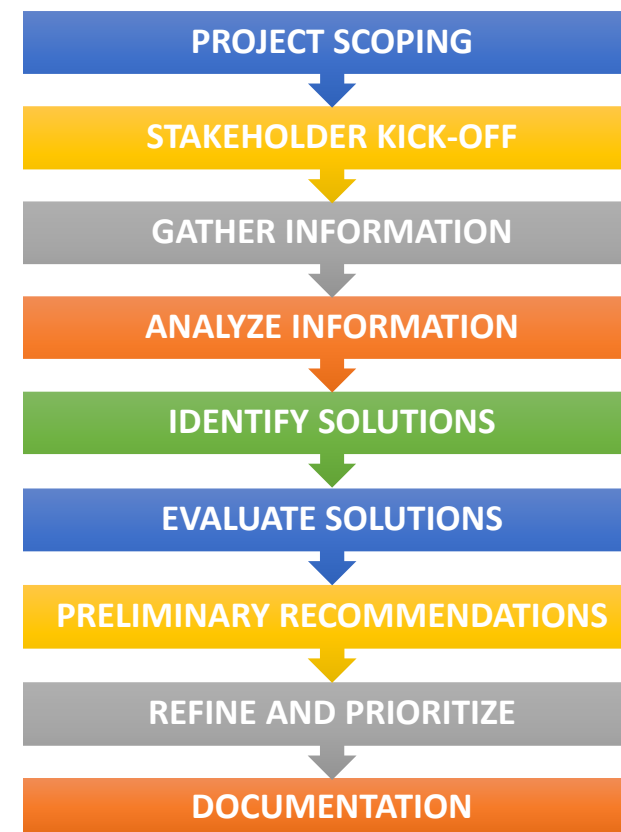 PROJECT SCOPING
STAKEHOLDER KICK-OFF
GATHER INFORMATION
ANALYZE INFORMATION
IDENTIFY SOLUTIONS
EVALUATE SOLUTIONS
PRELIMINARY RECOMMENDATIONS
REFINE AND PRIORITIZE
DOCUMENTATION